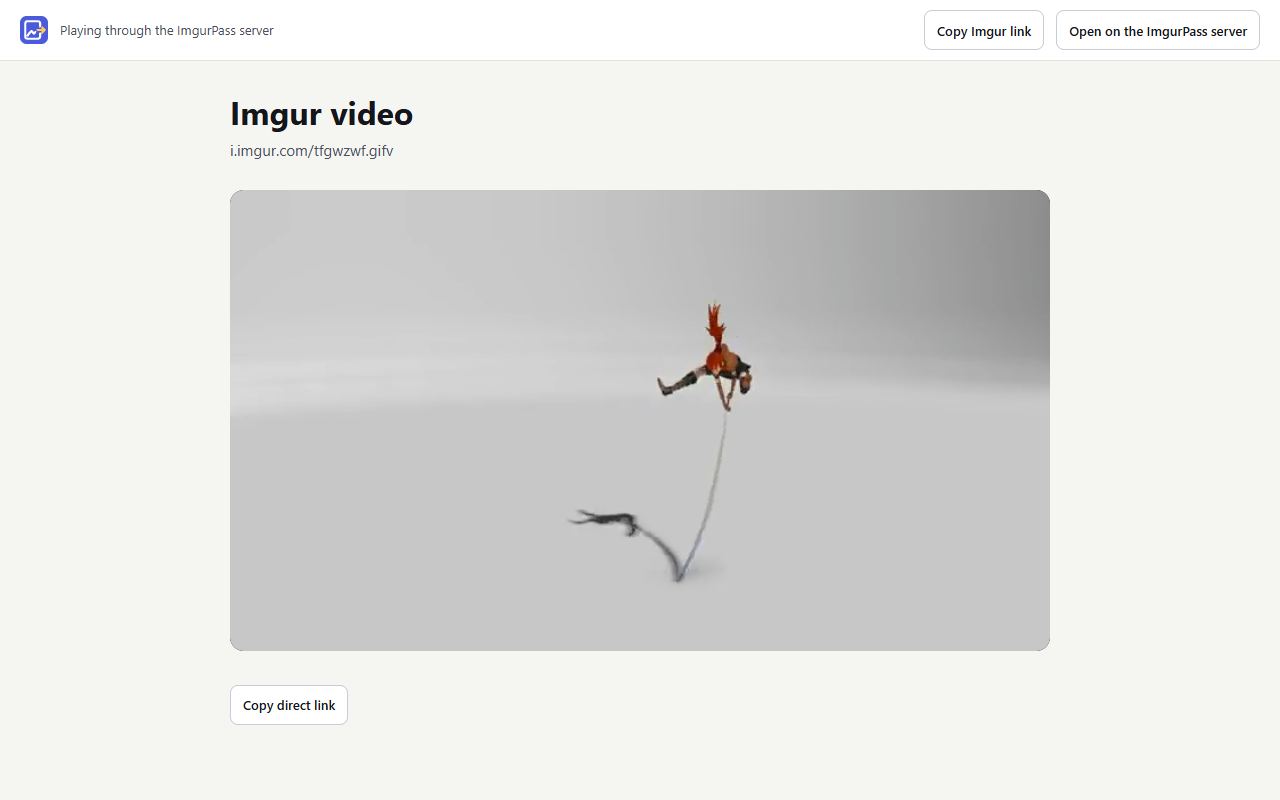 Playing through the ImgurPass server
Copy Imgur link
Open on the ImgurPass server
Imgur video
i.imgur.com/tfgwzwf.gifv
Copy direct link